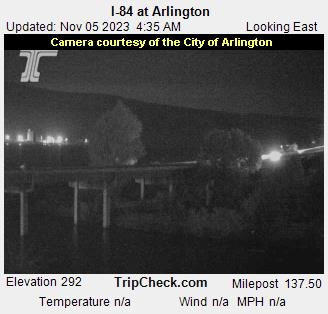 I-84 at Arlington
Updated: Nov 05 2023 4:35 AM Looking East
Camera courtesy of the City of Arlington
Elevation 292 TripCheck.com Milepost 137.50
Temperature n/a Wind n/a MPH n/a